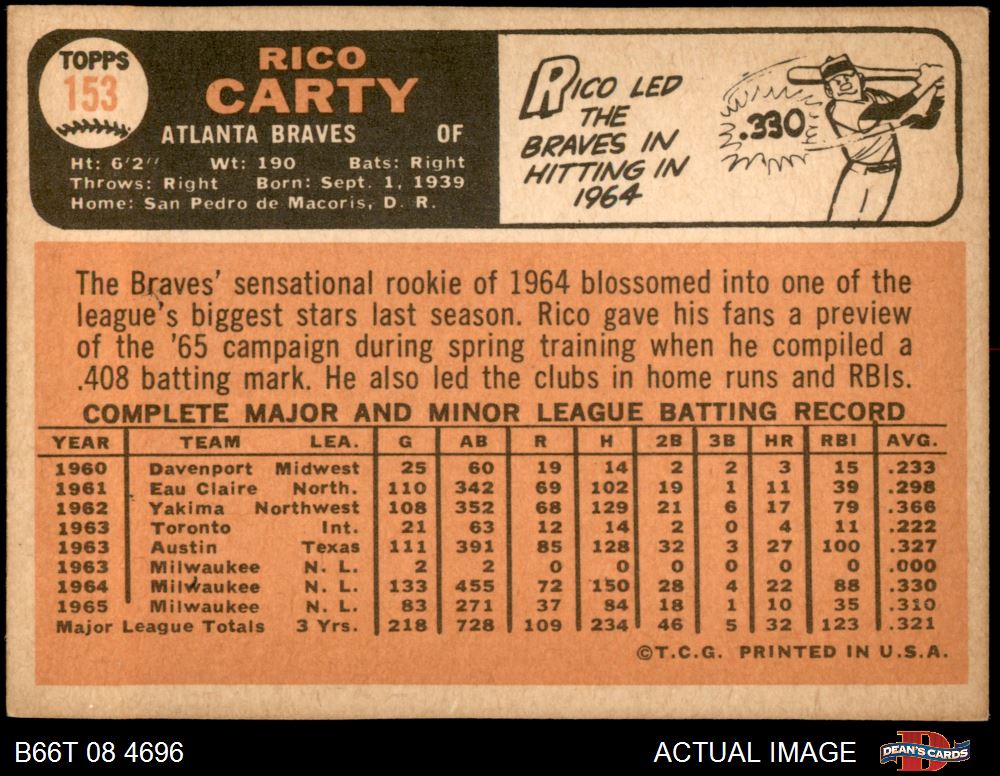 TOPPS
153
RICO
CARTY
ATLANTA BRAVES OF
Ht: 6'2" Wt: 190 Bats: Right
Throws: Right Born: Sept. 1, 1939
Home: San Pedro de Macoris, D. R.
RICO LED
THE
BRAVES IN
HITTING IN
1964
.330
The Braves' sensational rookie of 1964 blossomed into one of the
league's biggest stars last season. Rico gave his fans a preview
of the '65 campaign during spring training when he compiled a
.408 batting mark. He also led the clubs in home runs and RBIs.
COMPLETE MAJOR AND MINOR LEAGUE BATTING RECORD
YEAR TEAM LEA. G AB R H 2B 3B HR RBI AVG.
1960 Davenport Midwest 25 60 19 14 2 2 3 15 .233
1961 Eau Claire North. 110 342 69 102 19 1 11 39 .298
1962 Yakima Northwest 108 352 68 129 21 6 17 79 .366
1963 Toronto Int. 21 63 12 14 2 0 4 11 .222
1963 Austin Texas 111 391 85 128 32 3 27 100 .327
1963 Milwaukee N. L. 2 2 0 0 0 0 0 0 .000
1964 Milwaukee N. L. 133 455 72 150 28 4 22 88 .330
1965 Milwaukee N. L. 83 271 37 84 18 1 10 35 .310
Major League Totals 3 Yrs. 218 728 109 234 46 5 32 123 .321
©T.C.G. PRINTED IN U.S.A.
B66T 08 4696 ACTUAL IMAGE
D
DEAN'S CARDS